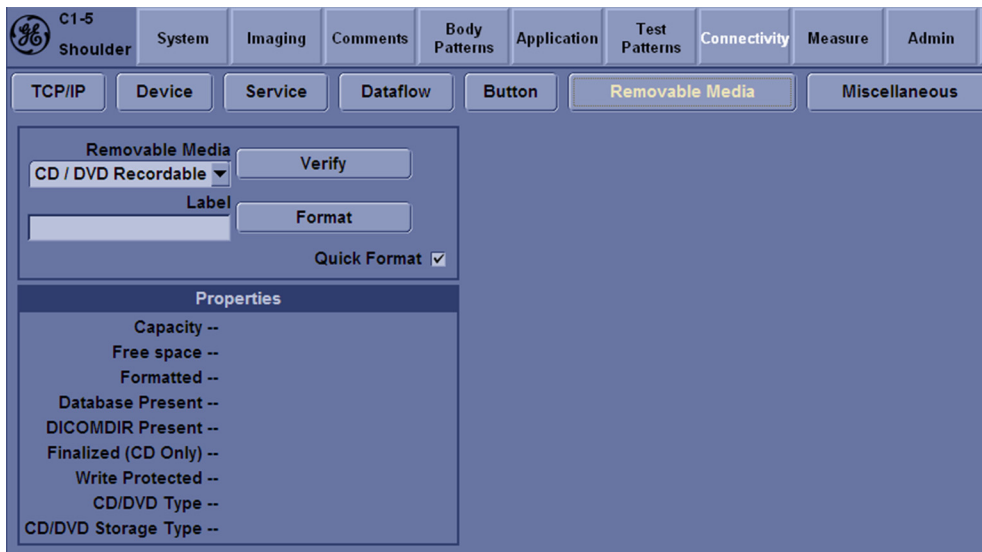 C1-5
Shoulder
System
Imaging
Comments
Body
Patterns
Application
Test
Patterns
Connectivity
Measure
Admin
TCP/IP
Device
Service
Dataflow
Button
Removable Media
Miscellaneous
Removable Media
CD / DVD Recordable
Verify
Label
Format
Quick Format
Properties
Capacity --
Free space --
Formatted --
Database Present --
DICOMDIR Present --
Finalized (CD Only) --
Write Protected --
CD/DVD Type --
CD/DVD Storage Type --